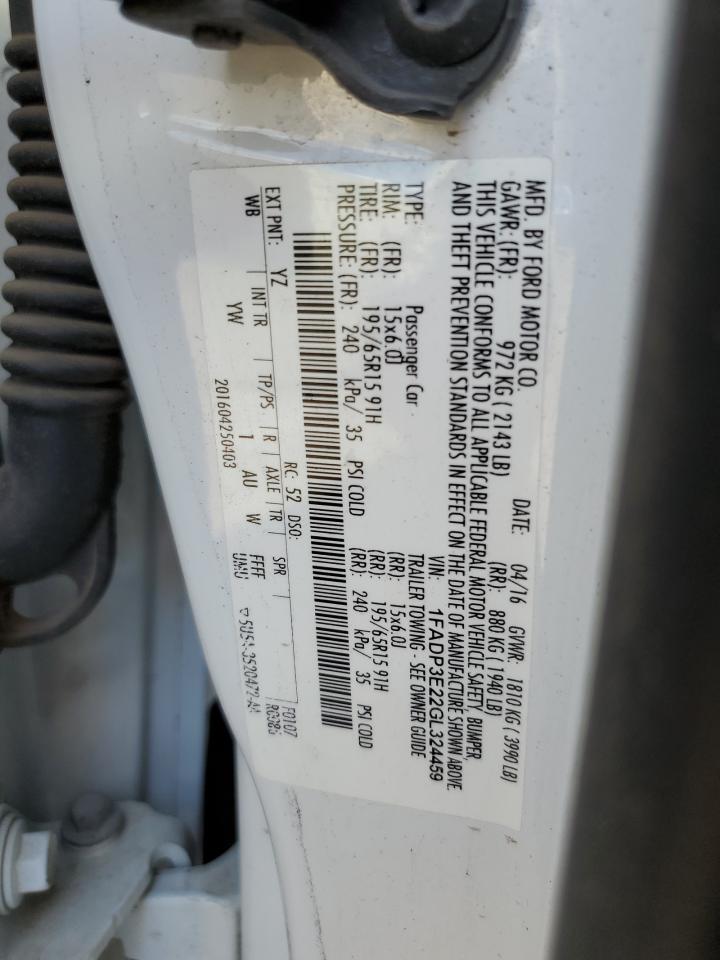 MFD. BY FORD MOTOR CO.
DATE: 04/16 GVWR: 1810 KG ( 3990 LB)
GAWR: (FR): 972 KG ( 2143 LB) (RR): 880 KG ( 1940 LB)
THIS VEHICLE CONFORMS TO ALL APPLICABLE FEDERAL MOTOR VEHICLE SAFETY, BUMPER,
AND THEFT PREVENTION STANDARDS IN EFFECT ON THE DATE OF MANUFACTURE SHOWN ABOVE.
VIN: 1FADP3E22GL324459
TYPE: Passenger Car TRAILER TOWING - SEE OWNER GUIDE
RIM: (FR): 15x6.0J (RR): 15x6.0J
TIRE: (FR): 195/65R15 91H (RR): 195/65R15 91H
PRESSURE: (FR): 240 kPa/ 35 PSI COLD (RR): 240 kPa/ 35 PSI COLD
EXT PNT: YZ RC: 52 DSO: F0107
WB INT TR TP/PS R AXLE TR SPR
YW 1 AU W FFFF
201604250403